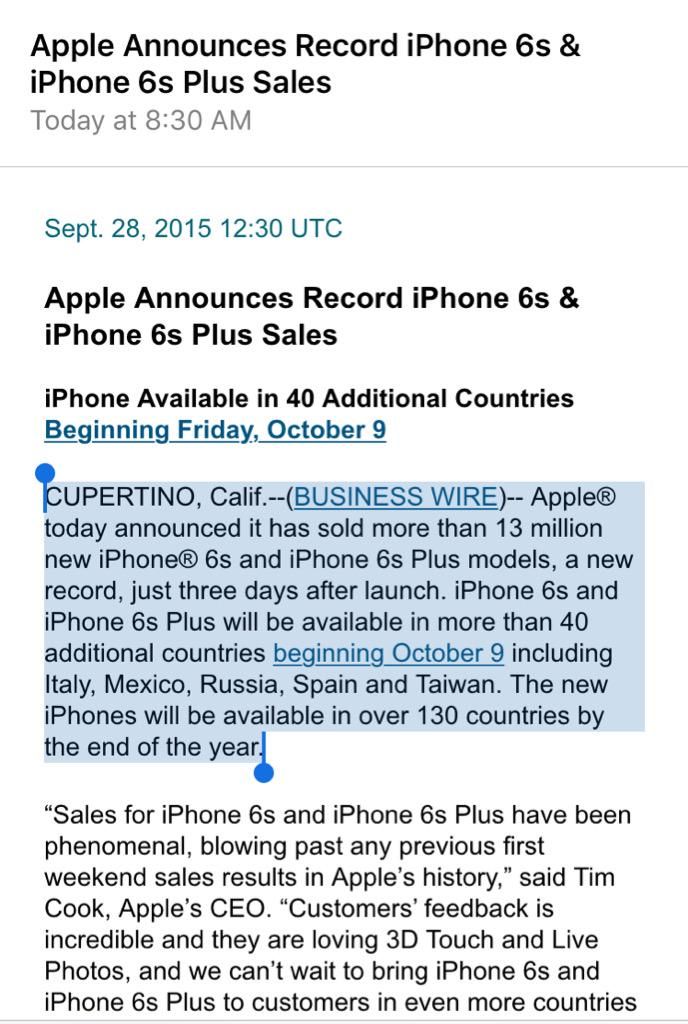 Apple Announces Record iPhone 6s &
iPhone 6s Plus Sales
Today at 8:30 AM
Sept. 28, 2015 12:30 UTC
Apple Announces Record iPhone 6s &
iPhone 6s Plus Sales
iPhone Available in 40 Additional Countries
Beginning Friday, October 9
CUPERTINO, Calif.--(BUSINESS WIRE)-- Apple®
today announced it has sold more than 13 million
new iPhone® 6s and iPhone 6s Plus models, a new
record, just three days after launch. iPhone 6s and
iPhone 6s Plus will be available in more than 40
additional countries beginning October 9 including
Italy, Mexico, Russia, Spain and Taiwan. The new
iPhones will be available in over 130 countries by
the end of the year.
“Sales for iPhone 6s and iPhone 6s Plus have been
phenomenal, blowing past any previous first
weekend sales results in Apple’s history,” said Tim
Cook, Apple’s CEO. “Customers’ feedback is
incredible and they are loving 3D Touch and Live
Photos, and we can’t wait to bring iPhone 6s and
iPhone 6s Plus to customers in even more countries